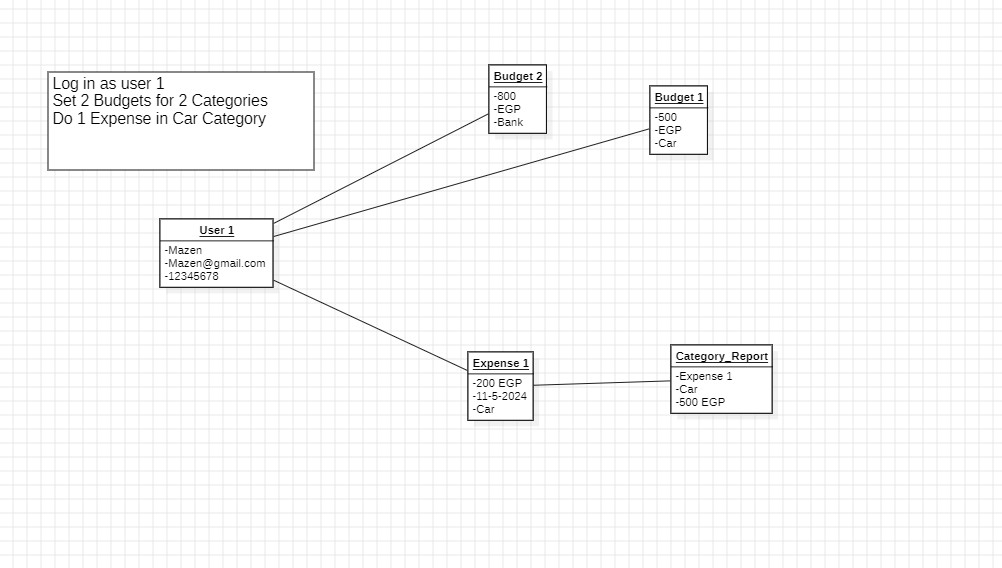 Log in as user 1
Set 2 Budgets for 2 Categories
Do 1 Expense in Car Category
Budget 2
-800
-EGP
-Bank
Budget 1
-500
-EGP
-Car
User 1
-Mazen
-Mazen@gmail.com
-12345678
Expense 1
-200 EGP
-11-5-2024
-Car
Category_Report
-Expense 1
-Car
-500 EGP